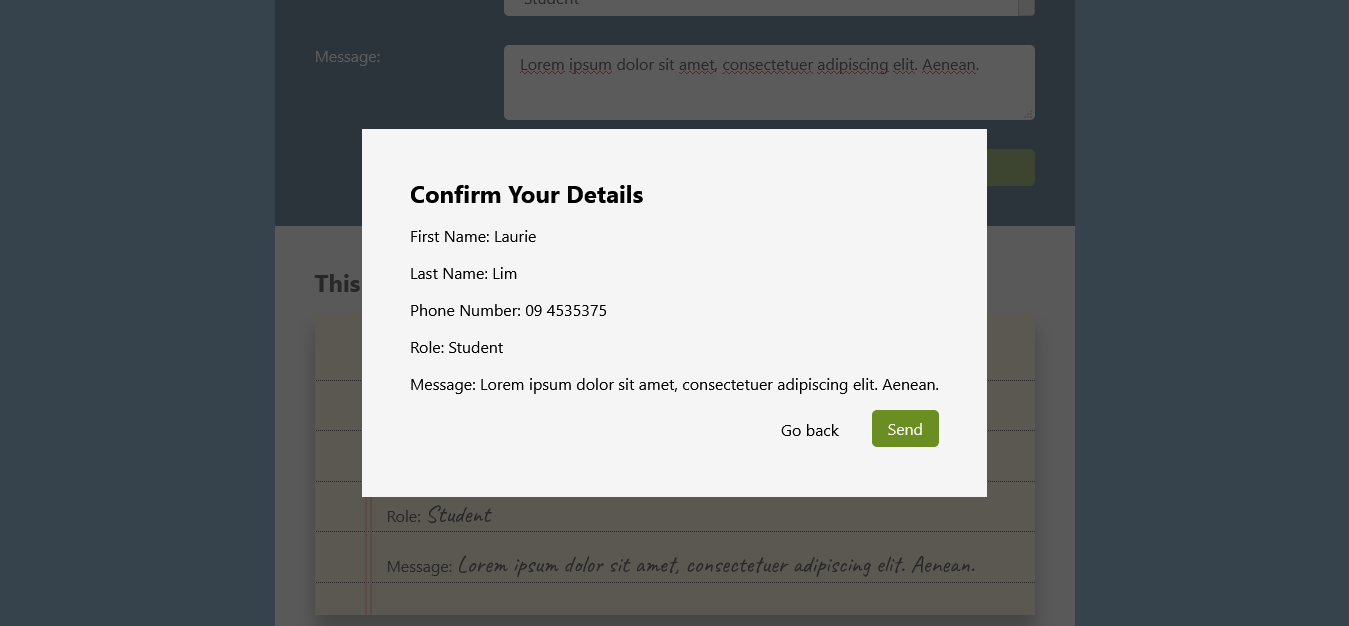 Student
Message:
Lorem ipsum dolor sit amet, consectetuer adipiscing elit. Aenean.
Confirm Your Details
First Name: Laurie
Last Name: Lim
Phone Number: 09 4535375
Role: Student
Message: Lorem ipsum dolor sit amet, consectetuer adipiscing elit. Aenean.
Go back
Send
This
Role: Student
Message: Lorem ipsum dolor sit amet, consectetuer adipiscing elit. Aenean.